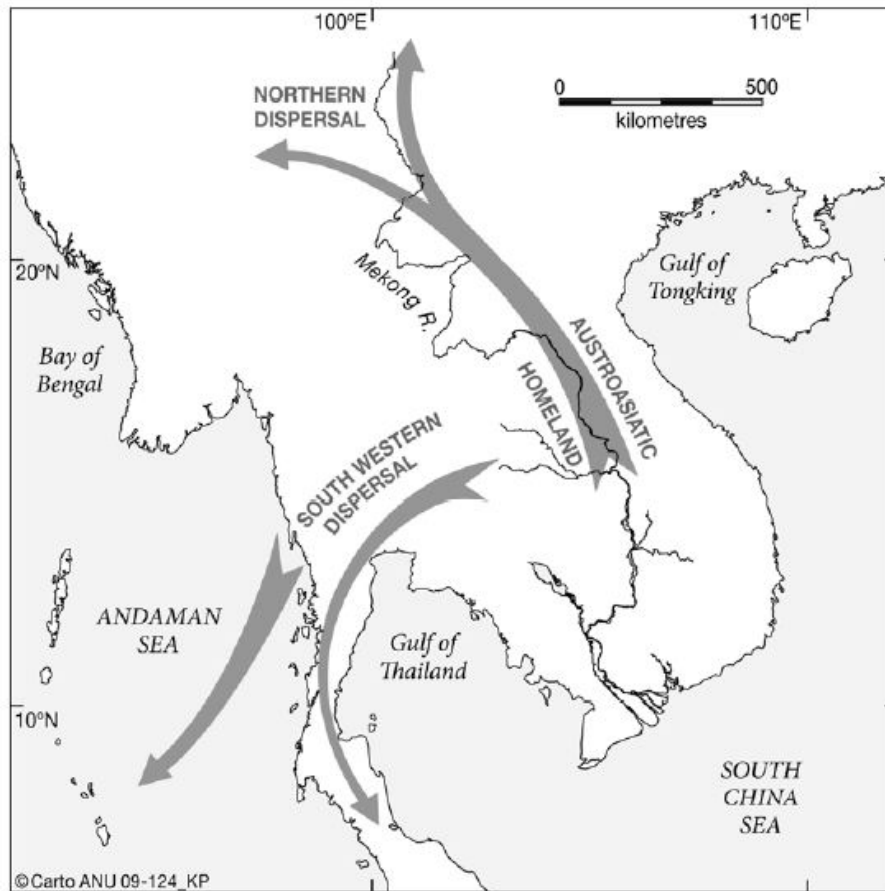 100ºE
110ºE
NORTHERN
DISPERSAL
0
500
kilometres
20ºN
Mekong R.
Gulf of
Tongking
Bay of
Bengal
AUSTROASIATIC
HOMELAND
SOUTH WESTERN
DISPERSAL
ANDAMAN
SEA
Gulf of
Thailand
10ºN
SOUTH
CHINA
SEA
©Carto ANU 09-124_KP